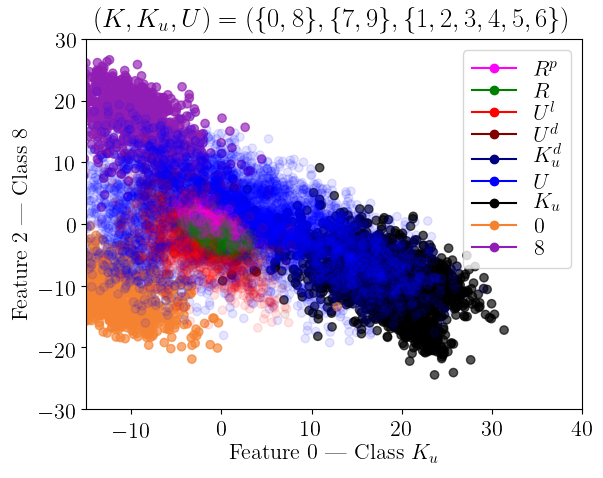 (K, K_u, U) = ({0, 8}, {7, 9}, {1, 2, 3, 4, 5, 6})
30
20
10
0
−10
−20
−30
−10
0
10
20
30
40
Feature 2 — Class 8
Feature 0 — Class K_u
R^p
R
U^l
U^d
K_u^d
U
K_u
0
8